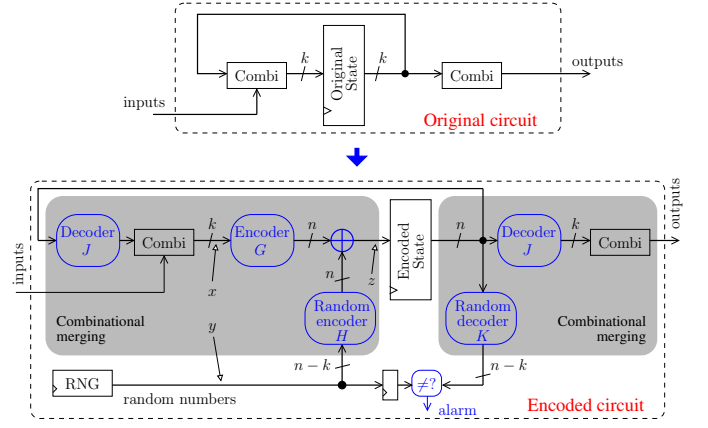 k
k
Combi
Original
State
Combi
outputs
inputs
Original circuit
outputs
Decoder
J
Combi
k
Encoder
G
n
Encoded
State
n
Decoder
J
k
Combi
inputs
n
z
x
Random
encoder
H
Random
decoder
K
Combinational
merging
y
Combinational
merging
n − k
n − k
RNG
≠?
random numbers
alarm
Encoded circuit